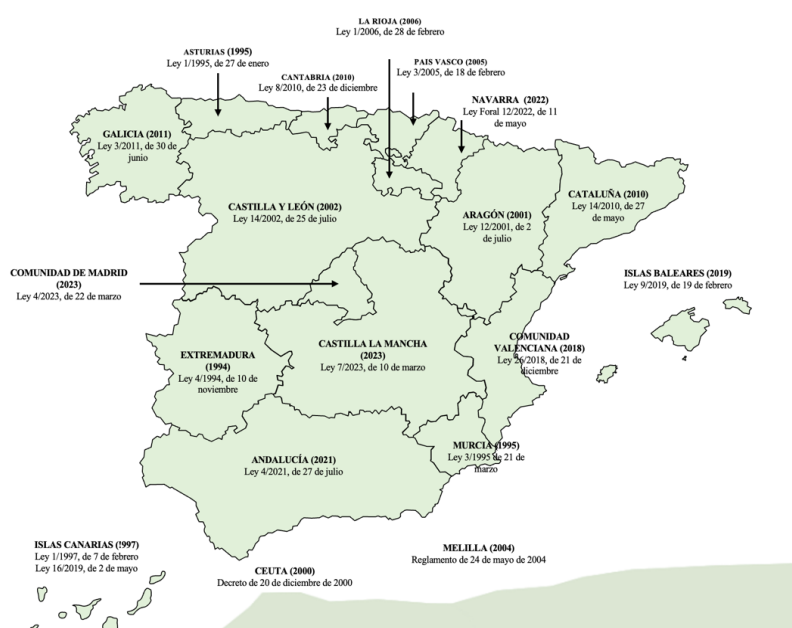 LA RIOJA (2006)
Ley 1/2006, de 28 de febrero
ASTURIAS (1995)
Ley 1/1995, de 27 de enero
PAIS VASCO (2005)
Ley 3/2005, de 18 de febrero
CANTABRIA (2010)
Ley 8/2010, de 23 de diciembre
NAVARRA (2022)
Ley Foral 12/2022, de 11
de mayo
GALICIA (2011)
Ley 3/2011, de 30 de
junio
CASTILLA Y LEÓN (2002)
Ley 14/2002, de 25 de julio
ARAGÓN (2001)
Ley 12/2001, de 2
de julio
CATALUÑA (2010)
Ley 14/2010, de 27
de mayo
COMUNIDAD DE MADRID
(2023)
Ley 4/2023, de 22 de marzo
ISLAS BALEARES (2019)
Ley 9/2019, de 19 de febrero
EXTREMADURA
(1994)
Ley 4/1994, de 10 de
noviembre
CASTILLA LA MANCHA
(2023)
Ley 7/2023, de 10 de marzo
COMUNIDAD
VALENCIANA (2018)
Ley 26/2018, de 21 de
diciembre
ANDALUCÍA (2021)
Ley 4/2021, de 27 de julio
MURCIA (1995)
Ley 3/1995 de 21 de
marzo
ISLAS CANARIAS (!997)
Ley 1/1997, de 7 de febrero
Ley 16/2019, de 2 de mayo
CEUTA (2000)
Decreto de 20 de diciembre de 2000
MELILLA (2004)
Reglamento de 24 de mayo de 2004